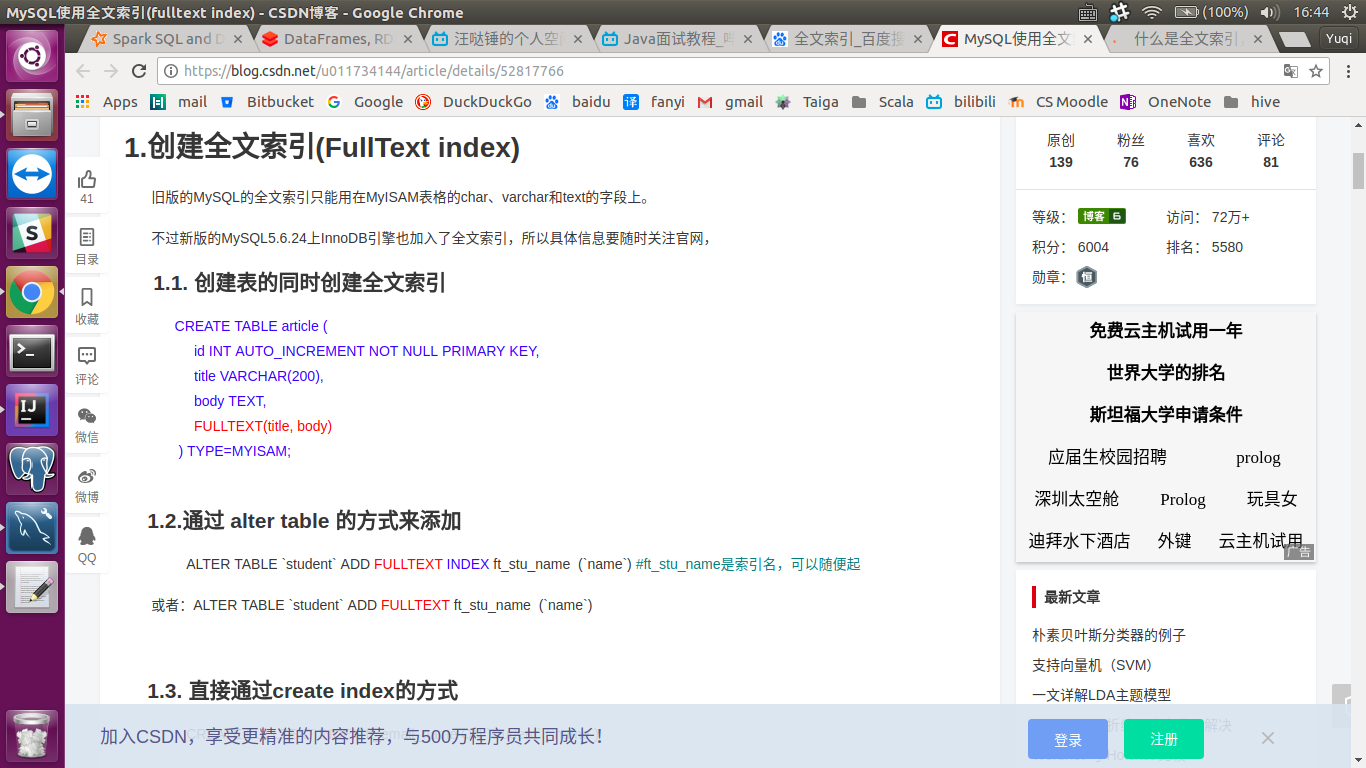 MySQL使用全文索引(fulltext index) - CSDN博客 - Google Chrome
(100%) 16:44
Spark SQL and D
DataFrames, RD
汪哒锤的个人空
Java面试教程_
全文索引_百度搜
MySQL使用全文
什么是全文索引
Yuqi
https://blog.csdn.net/u011734144/article/details/52817766
Apps mail Bitbucket Google DuckDuckGo baidu fanyi gmail Taiga Scala bilibili CS Moodle OneNote hive
1.创建全文索引(FullText index)
旧版的MySQL的全文索引只能用在MyISAM表格的char、varchar和text的字段上。
不过新版的MySQL5.6.24上InnoDB引擎也加入了全文索引，所以具体信息要随时关注官网，
1.1. 创建表的同时创建全文索引
CREATE TABLE article (
id INT AUTO_INCREMENT NOT NULL PRIMARY KEY,
title VARCHAR(200),
body TEXT,
FULLTEXT(title, body)
) TYPE=MYISAM;
1.2.通过 alter table 的方式来添加
ALTER TABLE `student` ADD FULLTEXT INDEX ft_stu_name (`name`) #ft_stu_name是索引名，可以随便起
或者：ALTER TABLE `student` ADD FULLTEXT ft_stu_name (`name`)
1.3. 直接通过create index的方式
41
目录
收藏
评论
微信
微博
QQ
原创 粉丝 喜欢 评论
139 76 636 81
等级： 博客 6 访问： 72万+
积分： 6004 排名： 5580
勋章： 恒
免费云主机试用一年
世界大学的排名
斯坦福大学申请条件
应届生校园招聘 prolog
深圳太空舱 Prolog 玩具女
迪拜水下酒店 外键 云主机试用
广告
最新文章
朴素贝叶斯分类器的例子
支持向量机（SVM）
一文详解LDA主题模型
加入CSDN，享受更精准的内容推荐，与500万程序员共同成长！
登录 注册